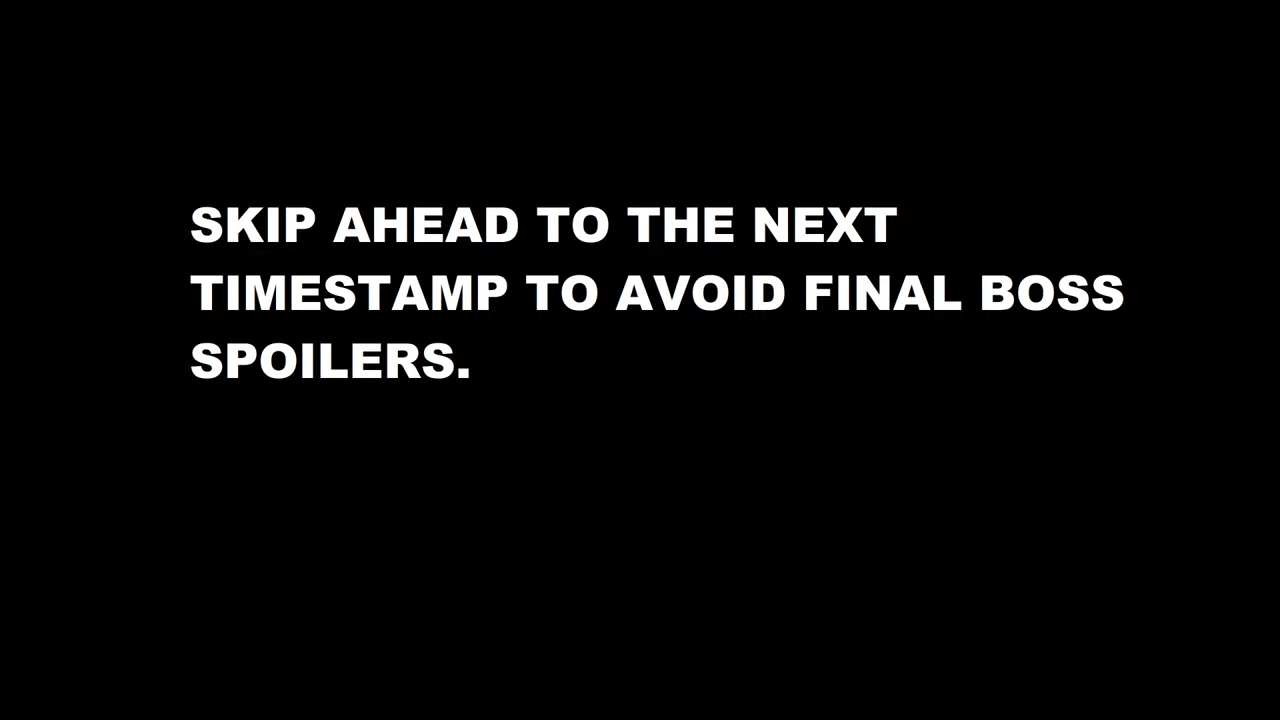 SKIP AHEAD TO THE NEXT
TIMESTAMP TO AVOID FINAL BOSS
SPOILERS.